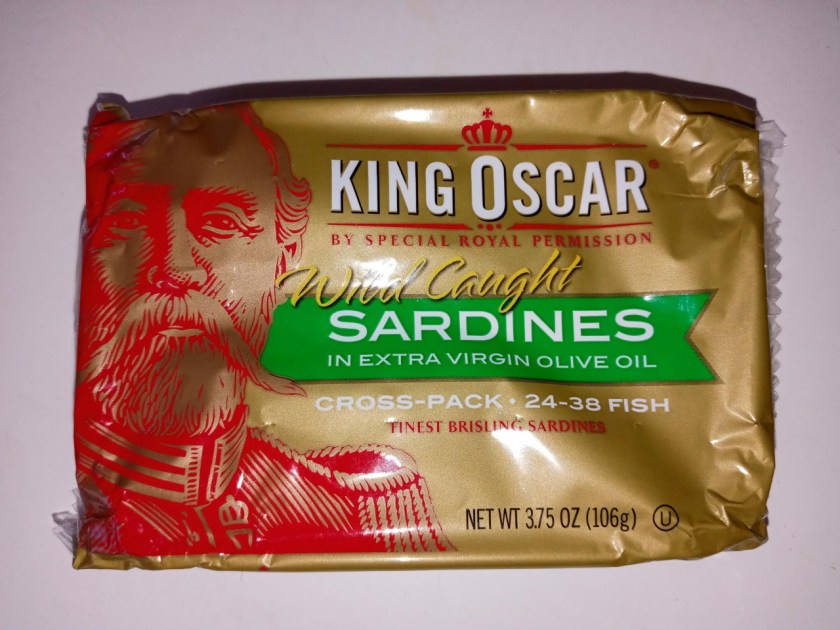 KING OSCAR®
BY SPECIAL ROYAL PERMISSION
Wild Caught
SARDINES
IN EXTRA VIRGIN OLIVE OIL
CROSS-PACK • 24-38 FISH
FINEST BRISLING SARDINES
NET WT 3.75 OZ (106g) U